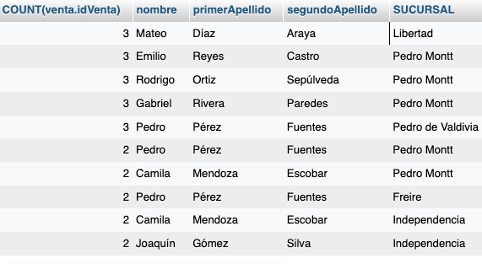 COUNT(venta.idVenta) nombre primerApellido segundoApellido SUCURSAL
3 Mateo Díaz Araya Libertad
3 Emilio Reyes Castro Pedro Montt
3 Rodrigo Ortiz Sepúlveda Pedro Montt
3 Gabriel Rivera Paredes Pedro Montt
3 Pedro Pérez Fuentes Pedro de Valdivia
2 Pedro Pérez Fuentes Pedro Montt
2 Camila Mendoza Escobar Pedro Montt
2 Pedro Pérez Fuentes Freire
2 Camila Mendoza Escobar Independencia
2 Joaquín Gómez Silva Independencia